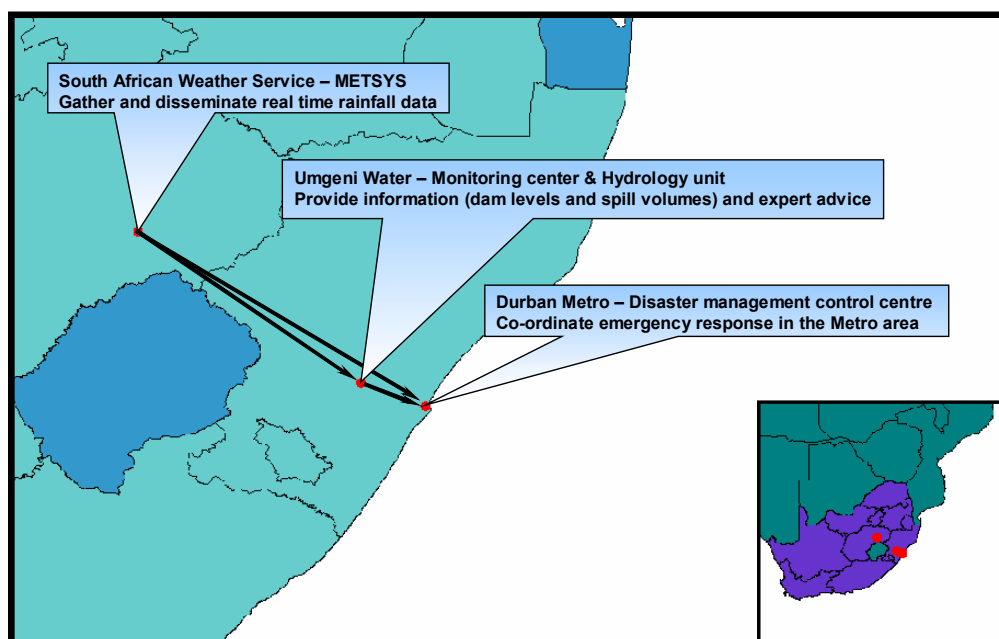 South African Weather Service – METSYS
Gather and disseminate real time rainfall data
Umgeni Water – Monitoring center & Hydrology unit
Provide information (dam levels and spill volumes) and expert advice
Durban Metro – Disaster management control centre
Co-ordinate emergency response in the Metro area